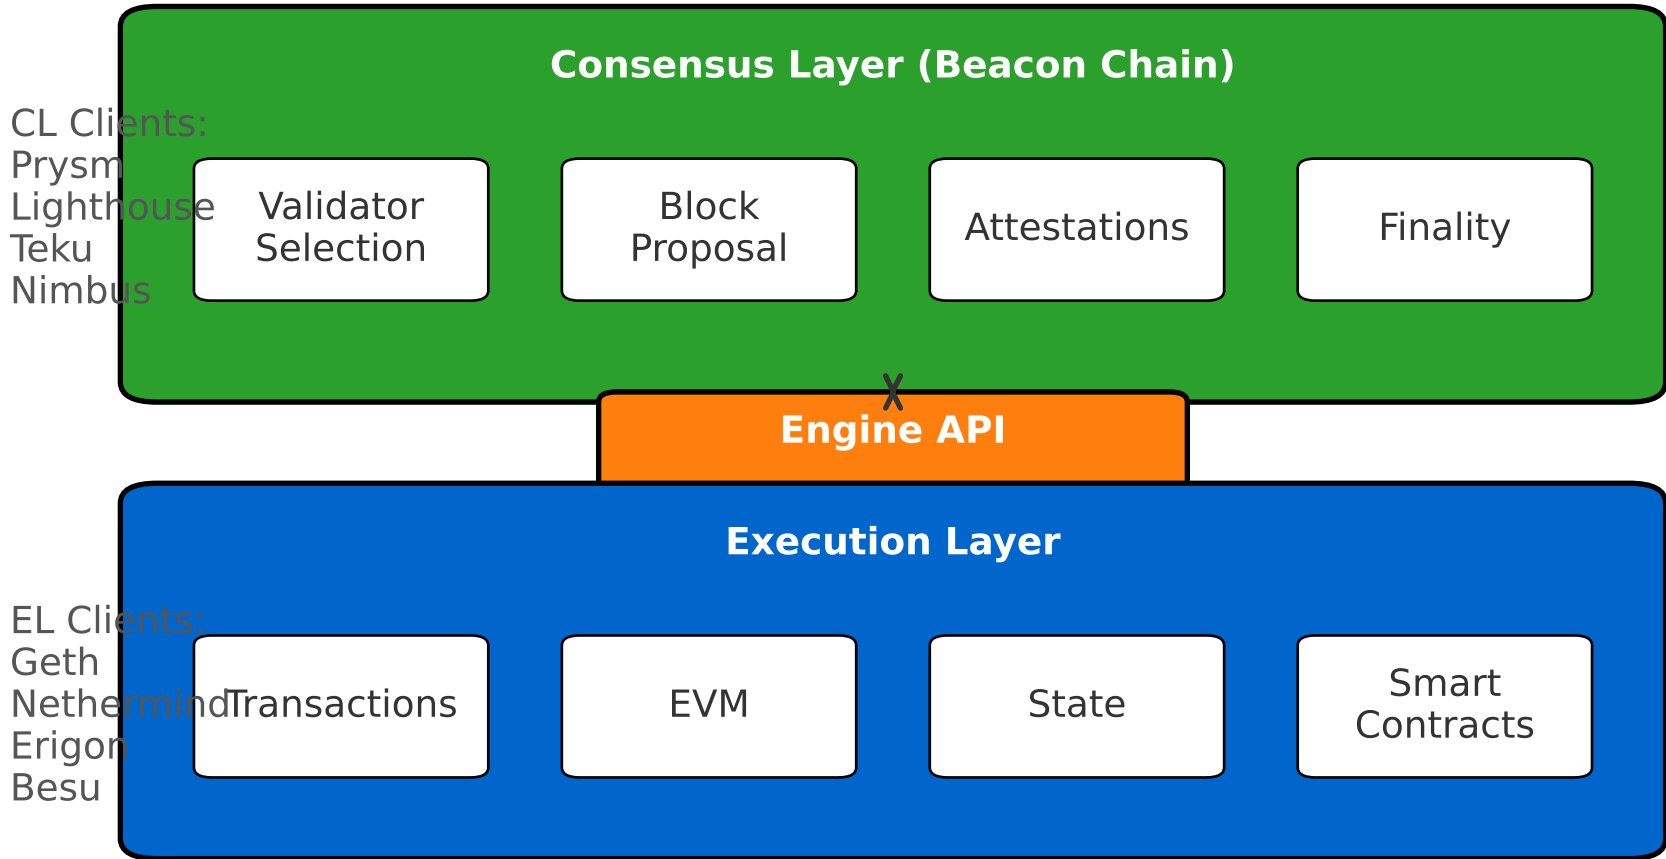 Consensus Layer (Beacon Chain)
CL Clients:
Prysm
Lighthouse
Teku
Nimbus
Validator
Selection
Block
Proposal
Attestations
Finality
Engine API
Execution Layer
EL Clients:
Geth
Nethermind
Erigon
Besu
Transactions
EVM
State
Smart
Contracts